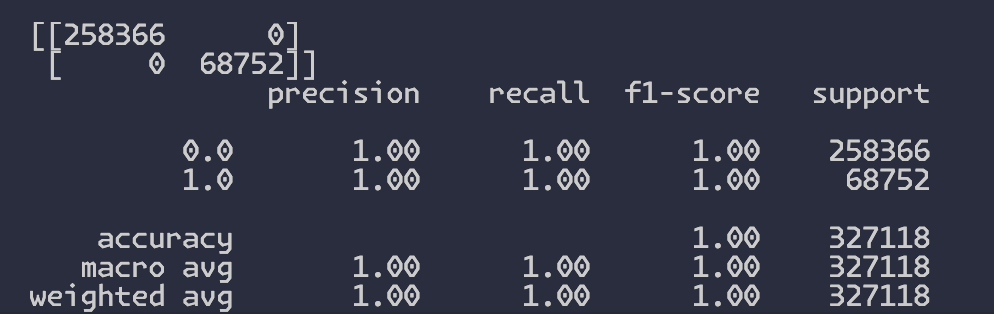 [[258366      0]
 [     0  68752]]
              precision    recall  f1-score   support

         0.0       1.00      1.00      1.00    258366
         1.0       1.00      1.00      1.00     68752

    accuracy                           1.00    327118
   macro avg       1.00      1.00      1.00    327118
weighted avg       1.00      1.00      1.00    327118